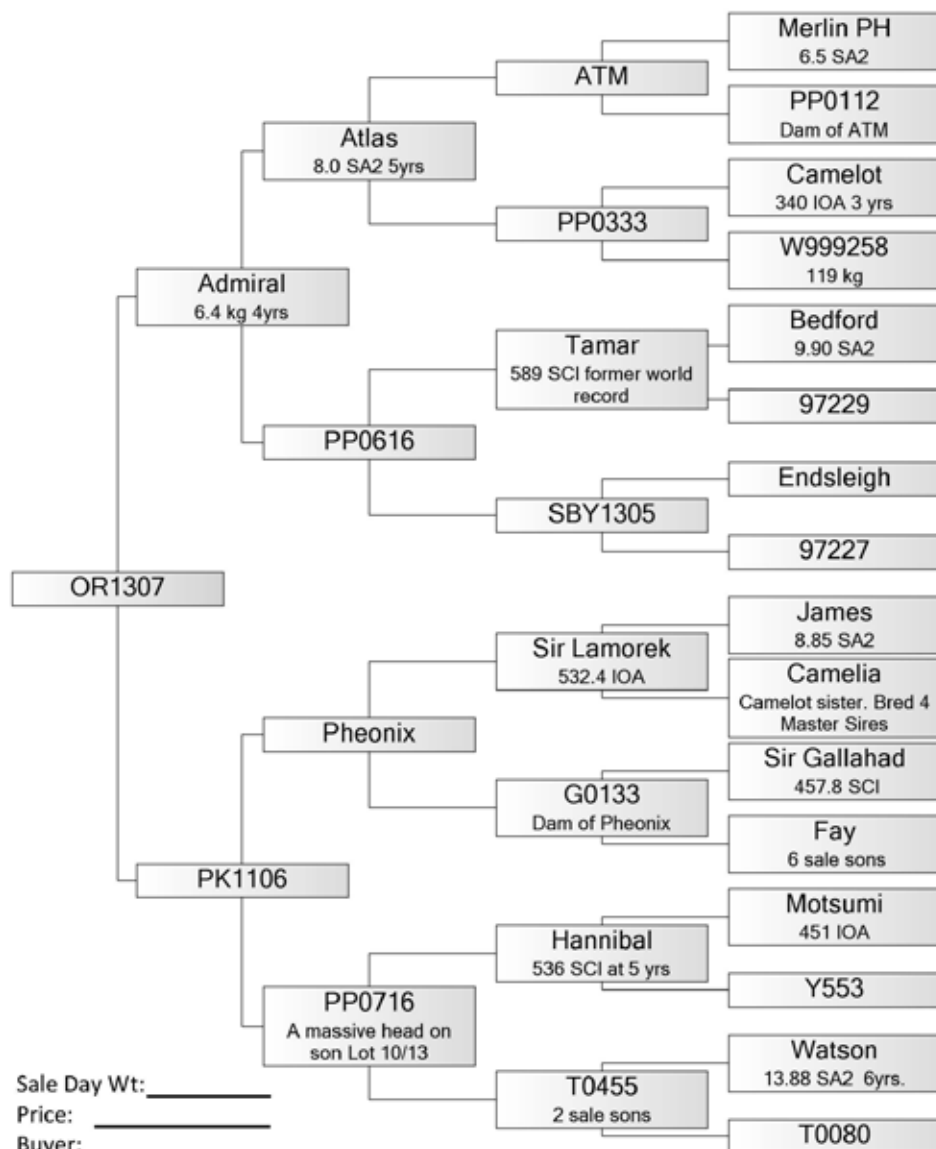 Merlin PH
6.5 SA2
ATM
PP0112
Dam of ATM
Atlas
8.0 SA2 5yrs
Camelot
340 IOA 3 yrs
PP0333
W999258
119 kg
Admiral
6.4 kg 4yrs
Bedford
9.90 SA2
Tamar
589 SCI former world
record
97229
PP0616
Endsleigh
SBY1305
97227
OR1307
James
8.85 SA2
Sir Lamorek
532.4 IOA
Camelia
Camelot sister. Bred 4
Master Sires
Pheonix
Sir Gallahad
457.8 SCI
G0133
Dam of Pheonix
Fay
6 sale sons
PK1106
Motsumi
451 IOA
Hannibal
536 SCI at 5 yrs
Y553
PP0716
A massive head on
son Lot 10/13
Watson
13.88 SA2 6yrs.
T0455
2 sale sons
T0080
Sale Day Wt:
Price:
Buyer: